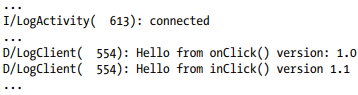 ...
I/LogActivity(  613): connected
...
D/LogClient(  554): Hello from onClick() version: 1.0
D/LogClient(  554): Hello from inClick() version 1.1
...